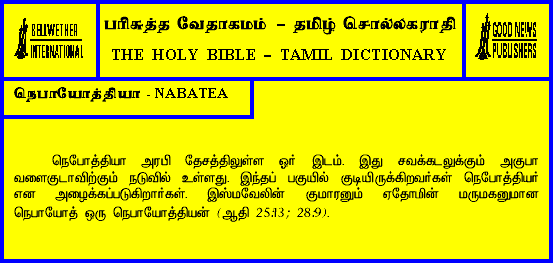 BELLWETHER
INTERNATIONAL
பரிசுத்த வேதாகமம் – தமிழ் சொல்லகராதி
THE HOLY BIBLE – TAMIL DICTIONARY
GOOD NEWS
PUBLISHERS
நெபாயோத்தியா - NABATEA
நெபோத்தியா அரபி தேசத்திலுள்ள ஓர் இடம். இது சவக்கடலுக்கும் அகுபா
வளைகுடாவிற்கும் நடுவில் உள்ளது. இந்தப் பகுயில் குடியிருக்கிறவர்கள் நெபோத்தியர்
என அழைக்கப்படுகிறார்கள். இஸ்மவேலின் குமாரனும் ஏதோமின் மருமகனுமான
நெபாயோத் ஒரு நெபாயோத்தியன் (ஆதி 25:13; 28:9).